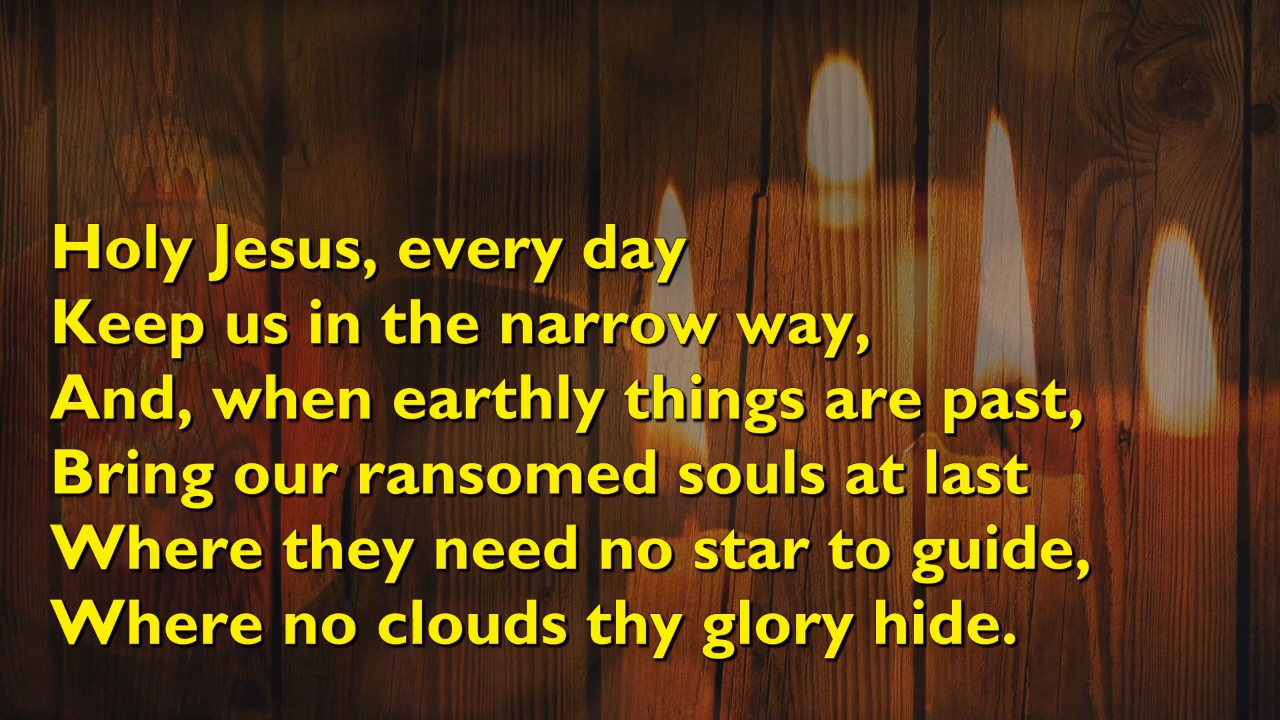 Holy Jesus, every day
Keep us in the narrow way,
And, when earthly things are past,
Bring our ransomed souls at last
Where they need no star to guide,
Where no clouds thy glory hide.